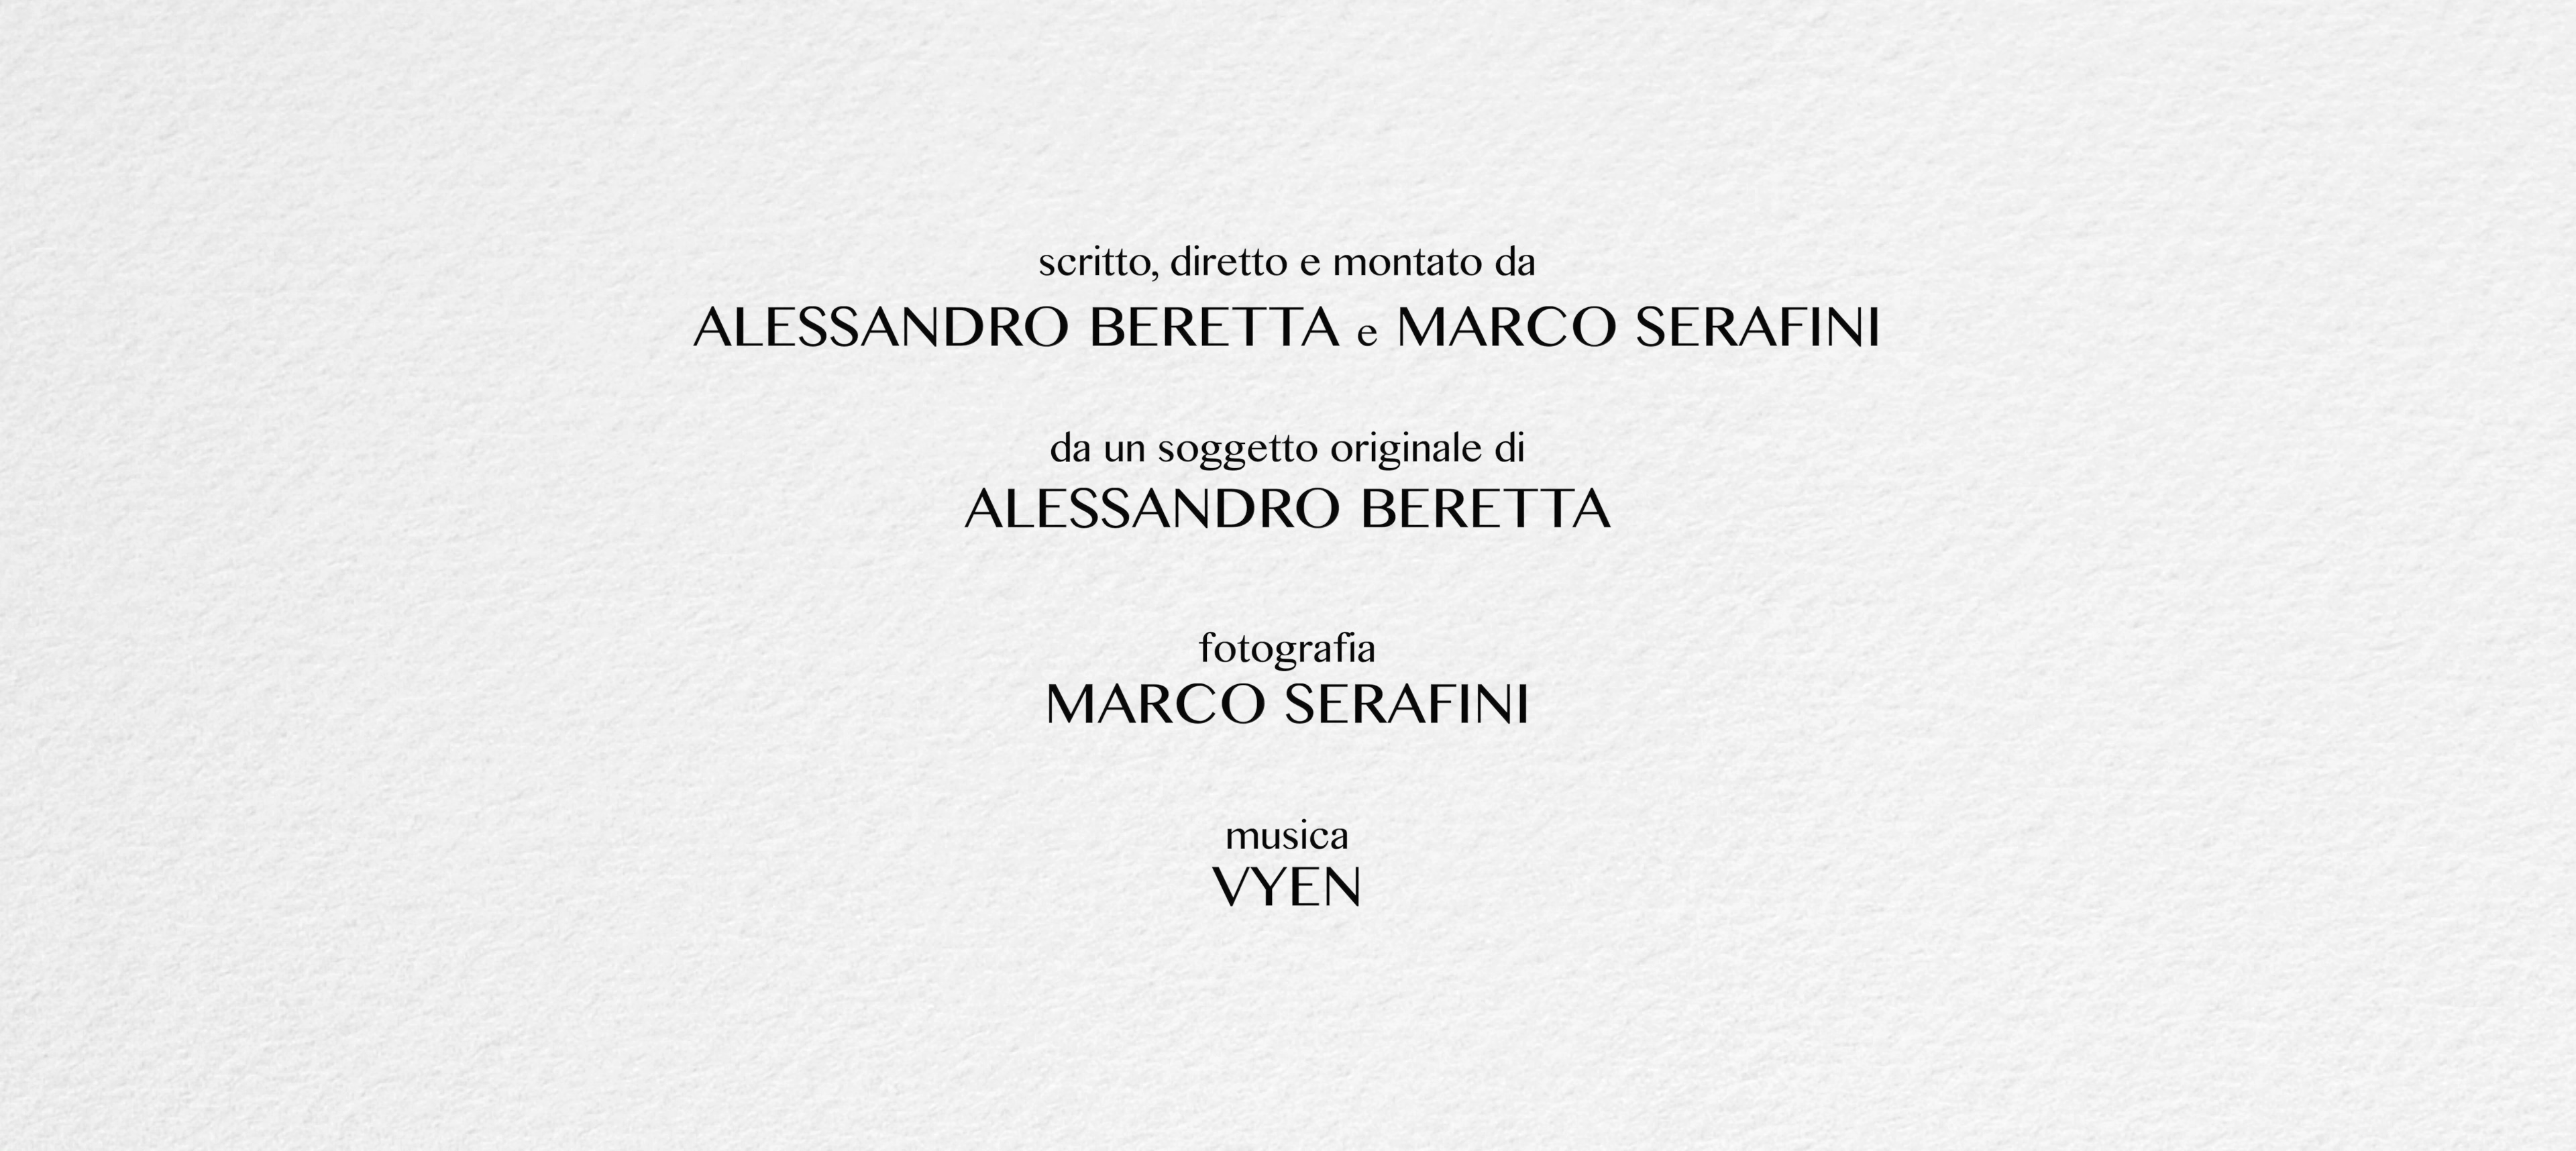 scritto, diretto e montato da
ALESSANDRO BERETTA e MARCO SERAFINI
da un soggetto originale di
ALESSANDRO BERETTA
fotografia
MARCO SERAFINI
musica
VYEN